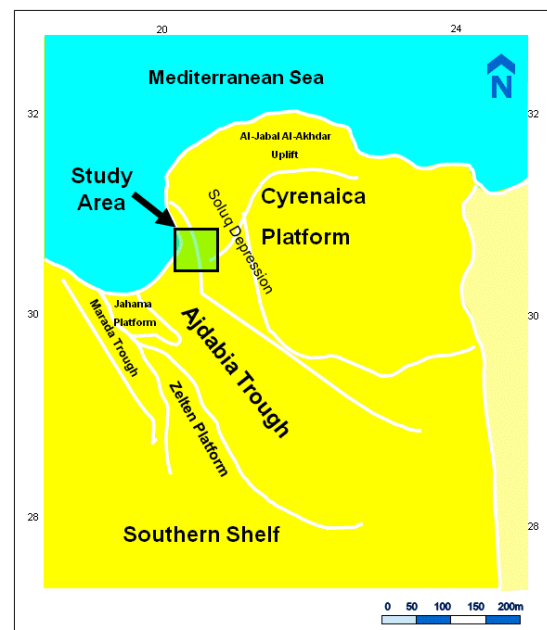 20
24
Mediterranean Sea
N
32
32
Al-Jabal Al-Akhdar
Uplift
Study
Area
Cyrenaica
Platform
Soluq Depression
30
30
Jahama
Platform
Marada Trough
Ajdabia Trough
Zelten Platform
28
28
Southern Shelf
0 50 100 150 200m